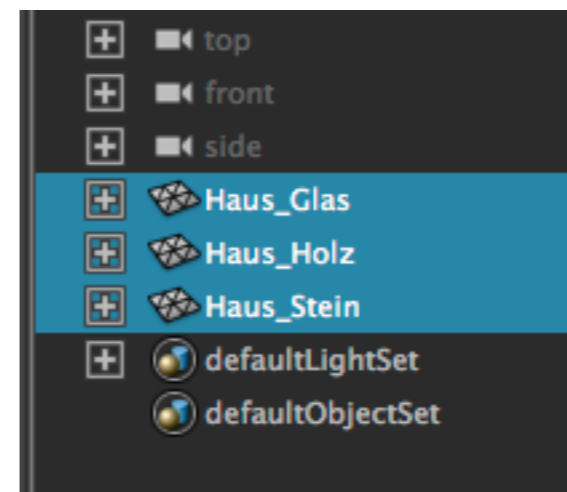 top
front
side
Haus_Glas
Haus_Holz
Haus_Stein
defaultLightSet
defaultObjectSet